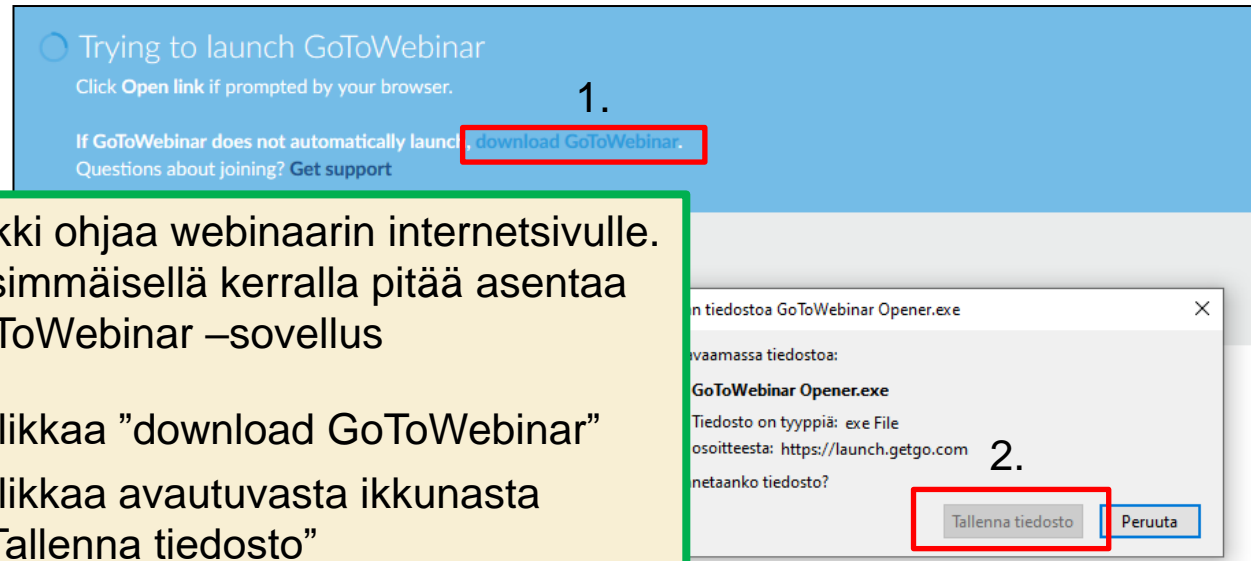 Trying to launch GoToWebinar
Click Open link if prompted by your browser.
1.
If GoToWebinar does not automatically launch, download GoToWebinar.
Questions about joining? Get support
kki ohjaa webinaarin internetsivulle.
simmäisellä kerralla pitää asentaa
ToWebinar –sovellus
likkaa ”download GoToWebinar”
likkaa avautuvasta ikkunasta
Tallenna tiedosto”
n tiedostoa GoToWebinar Opener.exe
vaamassa tiedostoa:
GoToWebinar Opener.exe
Tiedosto on tyyppiä: exe File
osoitteesta: https://launch.getgo.com
2.
netaanko tiedosto?
Tallenna tiedosto Peruuta